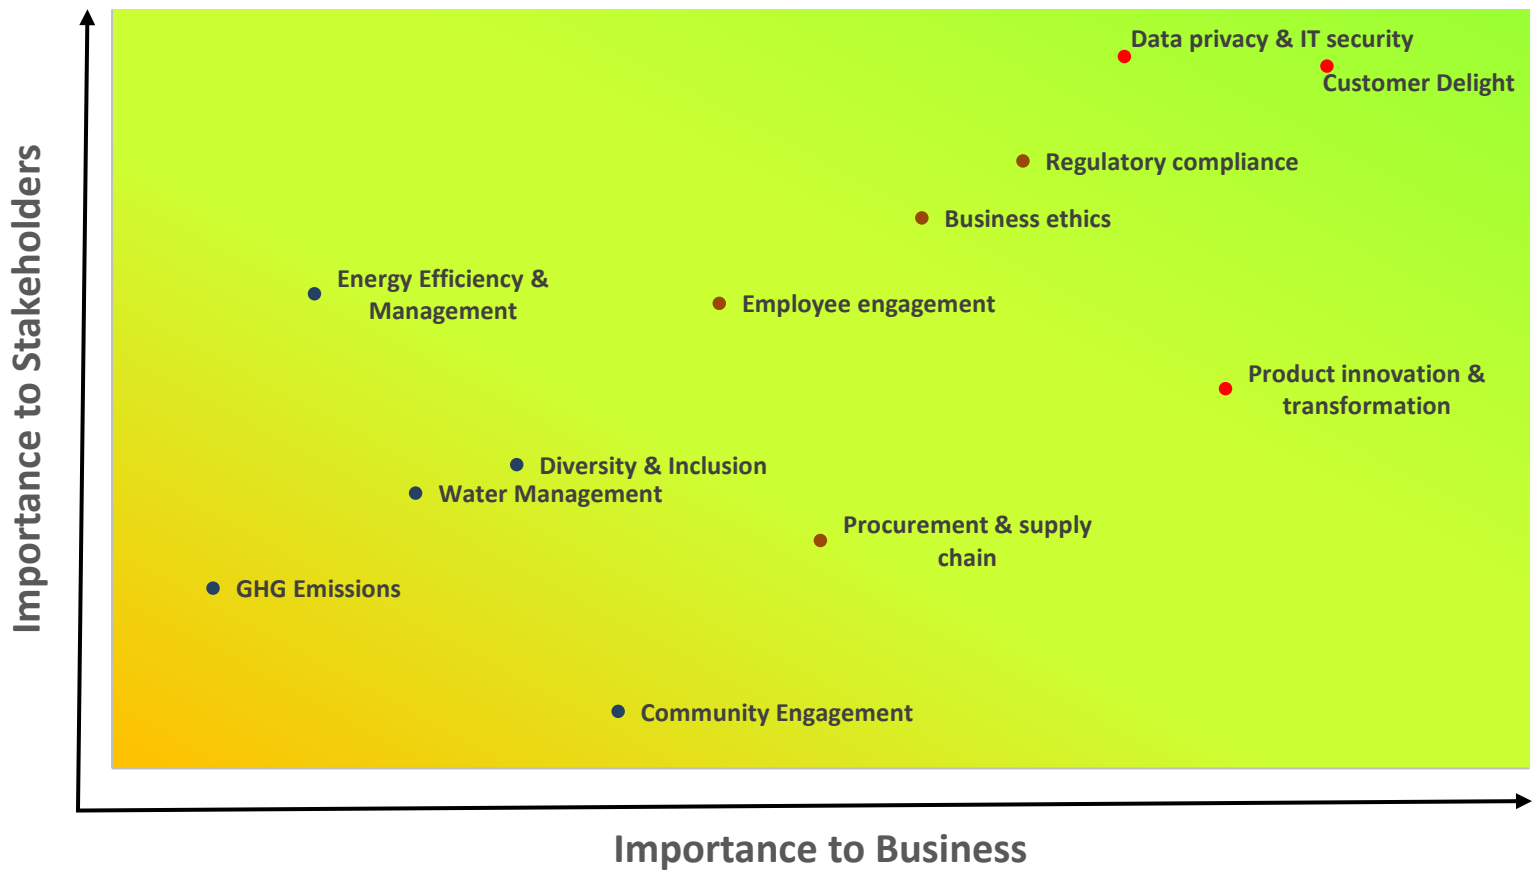 Data privacy & IT security
Customer Delight
Regulatory compliance
Business ethics
Energy Efficiency &
Management
Employee engagement
Product innovation &
transformation
Diversity & Inclusion
Water Management
Procurement & supply
chain
GHG Emissions
Community Engagement
Importance to Stakeholders
Importance to Business